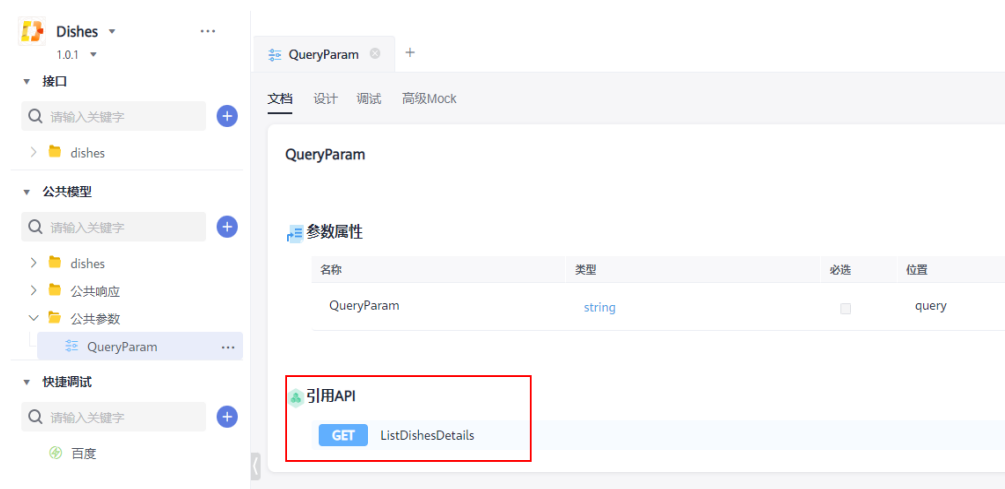 Dishes
1.0.1
接口
请输入关键字
dishes
公共模型
请输入关键字
dishes
公共响应
公共参数
QueryParam
快捷调试
请输入关键字
百度
QueryParam
文档 设计 调试 高级Mock
QueryParam
参数属性
名称 类型 必选 位置
QueryParam string query
引用API
GET ListDishesDetails